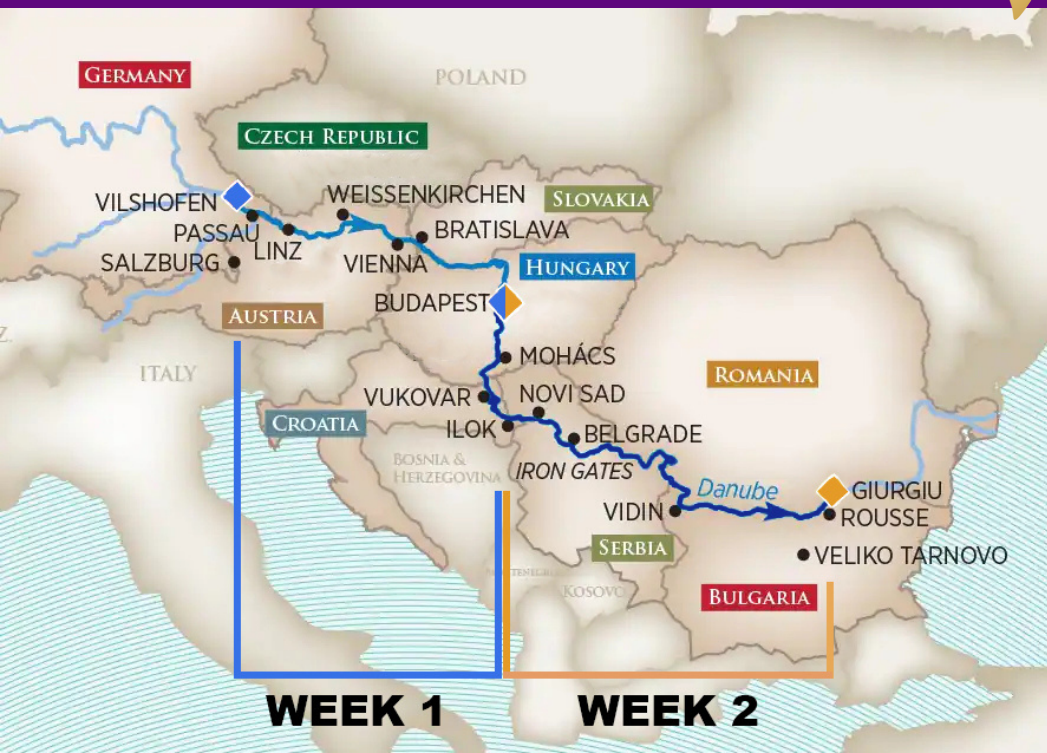 GERMANY
POLAND
CZECH REPUBLIC
VILSHOFEN
WEISSENKIRCHEN
SLOVAKIA
PASSAU
BRATISLAVA
SALZBURG
LINZ
VIENNA
HUNGARY
BUDAPEST
AUSTRIA
Z.
ITALY
MOHÁCS
ROMANIA
VUKOVAR
NOVI SAD
CROATIA
ILOK
BELGRADE
BOSNIA &
HERZEGOVINA
IRON GATES
Danube
GIURGIU
VIDIN
ROUSSE
SERBIA
VELIKO TARNOVO
KOSOVO
BULGARIA
WEEK 1
WEEK 2